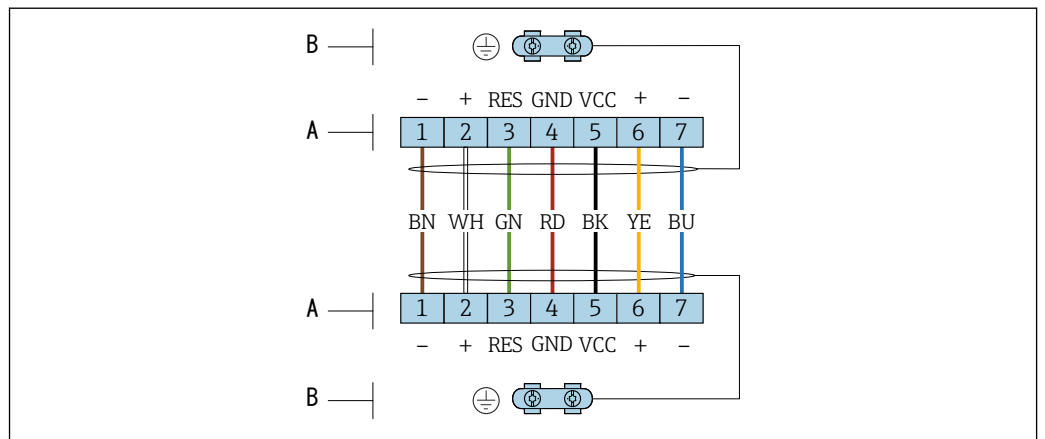 B
– + RES GND VCC + –
A 1 2 3 4 5 6 7
BN WH GN RD BK YE BU
A 1 2 3 4 5 6 7
– + RES GND VCC + –
B